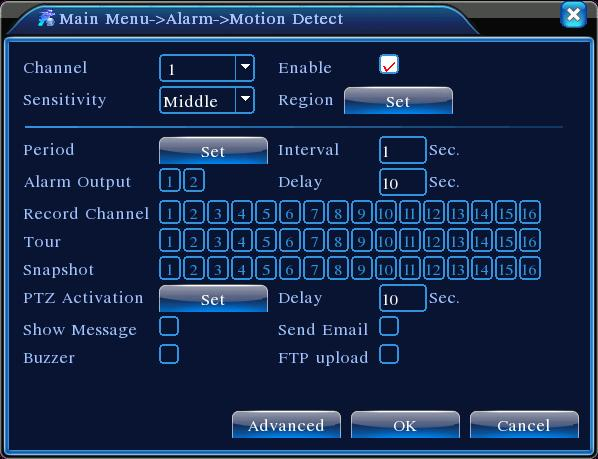 Main Menu->Alarm->Motion Detect
Channel 1 Enable
Sensitivity Middle Region Set
Period Set Interval 1 Sec.
Alarm Output 1 2 Delay 10 Sec.
Record Channel 1 2 3 4 5 6 7 8 9 10 11 12 13 14 15 16
Tour 1 2 3 4 5 6 7 8 9 10 11 12 13 14 15 16
Snapshot 1 2 3 4 5 6 7 8 9 10 11 12 13 14 15 16
PTZ Activation Set Delay 10 Sec.
Show Message Send Email
Buzzer FTP upload
Advanced OK Cancel